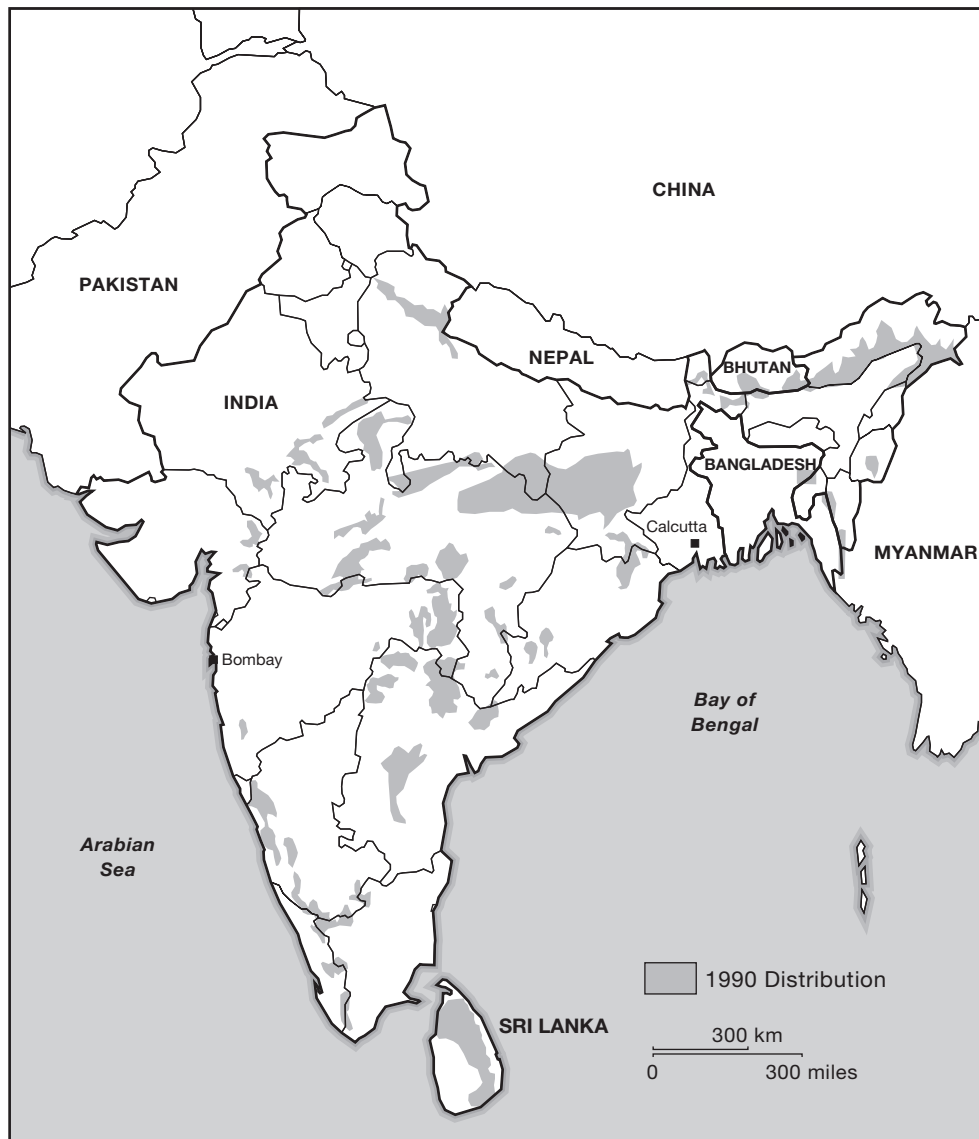 CHINA
PAKISTAN
NEPAL
BHUTAN
INDIA
BANGLADESH
Calcutta
MYANMAR
Bombay
Bay of
Bengal
Arabian
Sea
1990 Distribution
SRI LANKA
300 km
0 300 miles